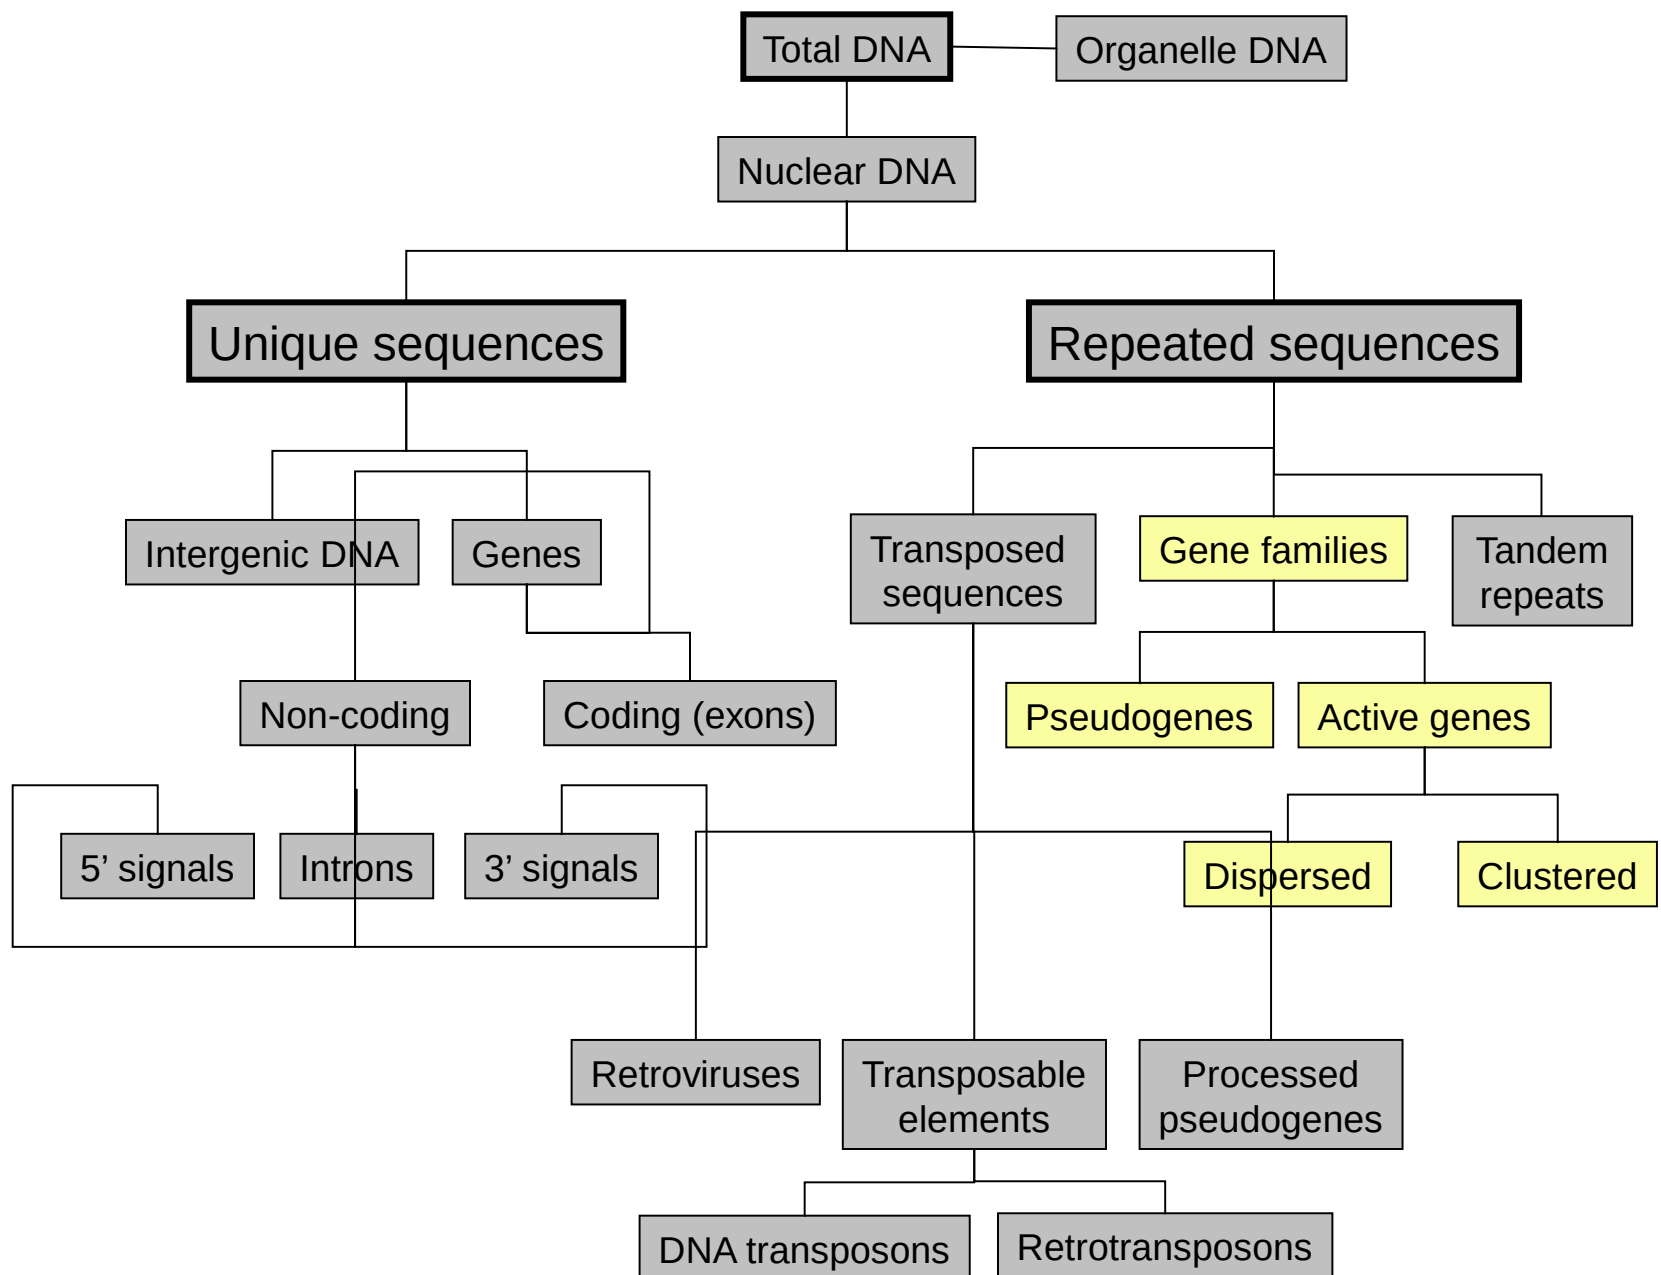 Total DNA
Organelle DNA
Nuclear DNA
Unique sequences
Repeated sequences
Intergenic DNA
Genes
Transposed
sequences
Gene families
Tandem
repeats
Non-coding
Coding (exons)
Pseudogenes
Active genes
5’ signals
Introns
3’ signals
Dispersed
Clustered
Retroviruses
Transposable
elements
Processed
pseudogenes
DNA transposons
Retrotransposons